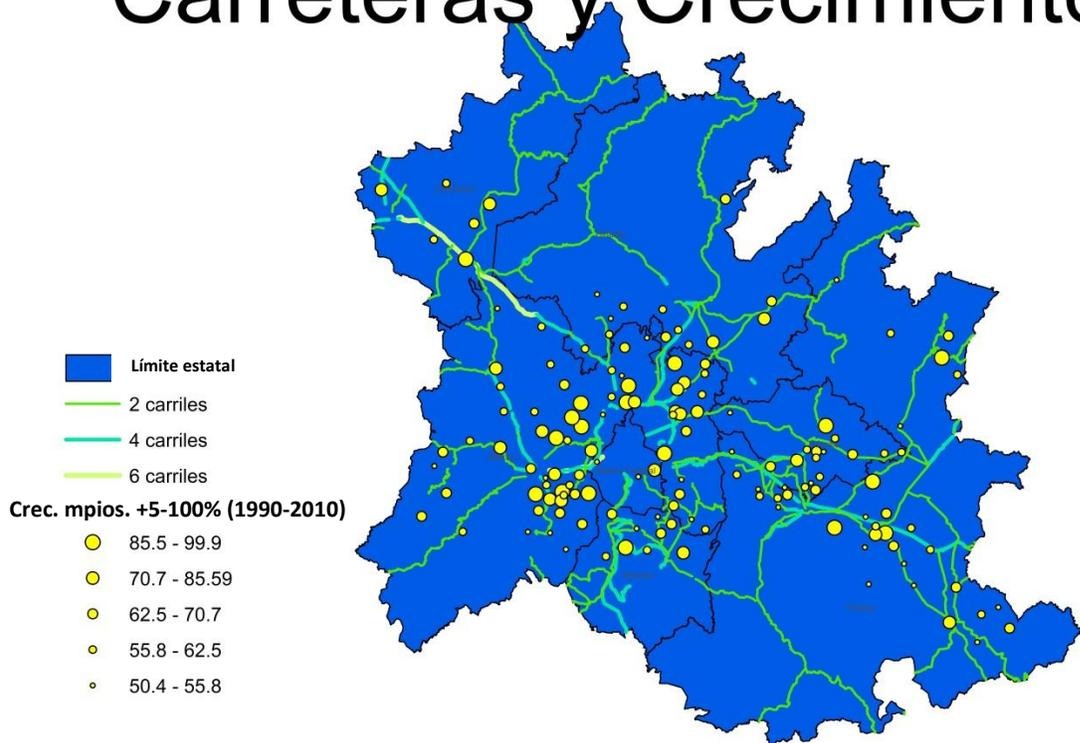 Carreteras y Crecimiento
Límite estatal
2 carriles
4 carriles
6 carriles
Crec. mpios. +5-100% (1990-2010)
85.5 - 99.9
70.7 - 85.59
62.5 - 70.7
55.8 - 62.5
50.4 - 55.8